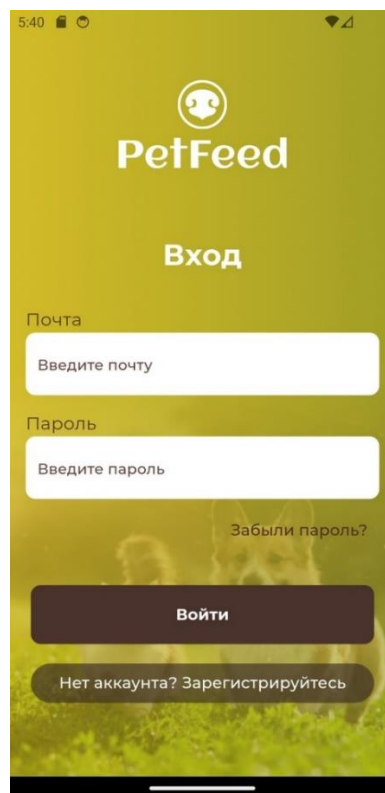 5:40
PetFeed
Вход
Почта
Введите почту
Пароль
Введите пароль
Забыли пароль?
Войти
Нет аккаунта? Зарегистрируйтесь